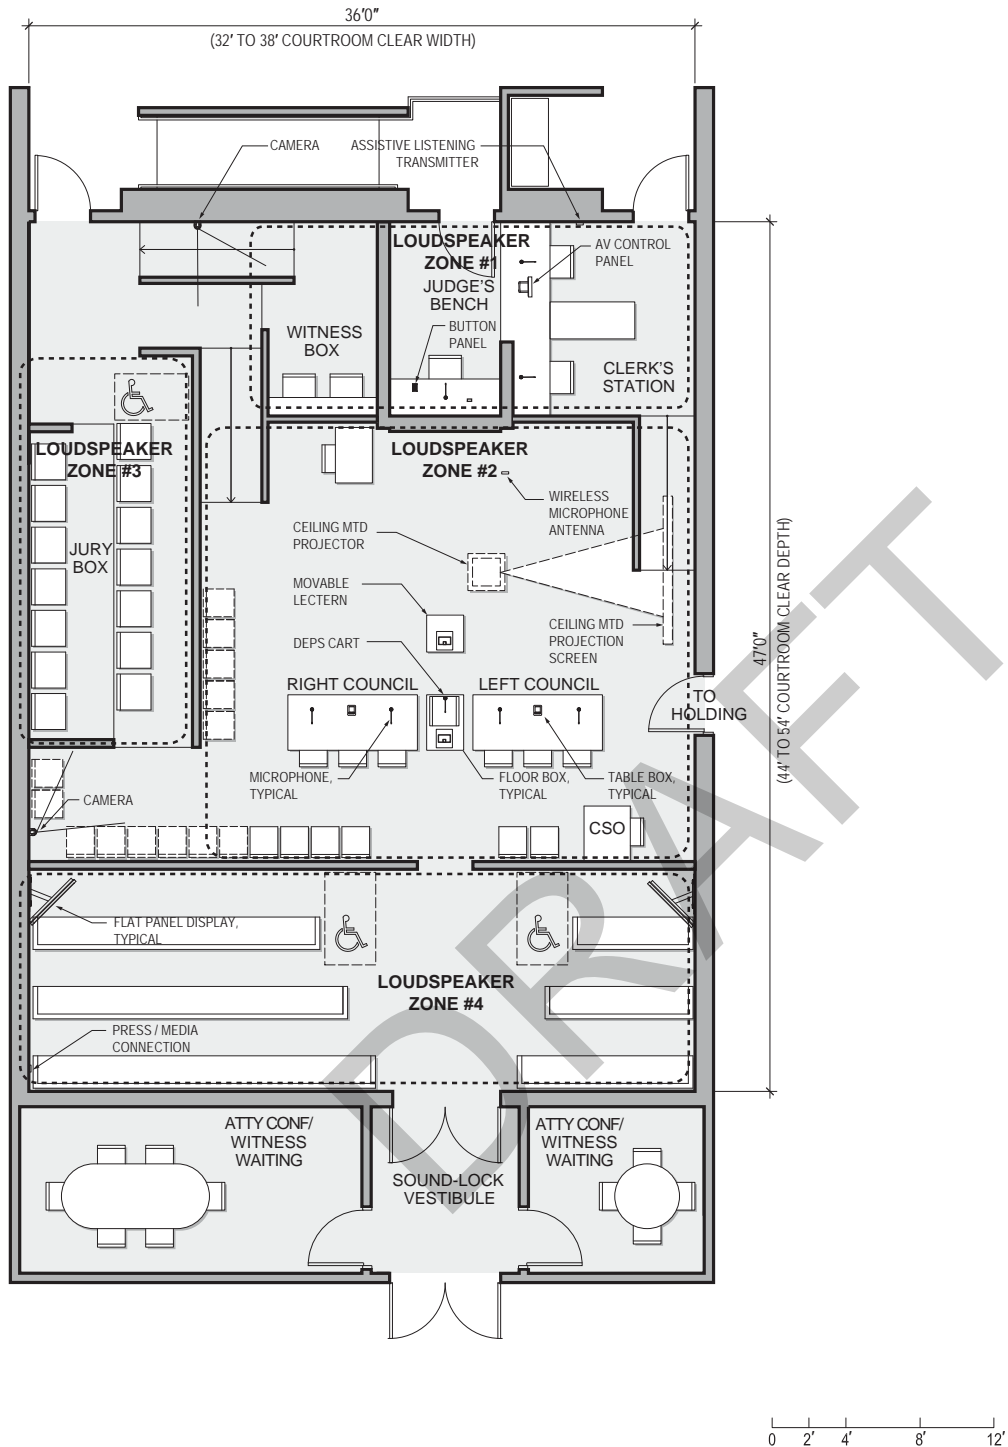 36'0"
(32' TO 38' COURTROOM CLEAR WIDTH)
CAMERA
ASSISTIVE LISTENING
TRANSMITTER
LOUDSPEAKER
ZONE #1
AV CONTROL
PANEL
JUDGE'S
BENCH
BUTTON
PANEL
WITNESS
BOX
CLERK'S
STATION
LOUDSPEAKER
ZONE #3
LOUDSPEAKER
ZONE #2
WIRELESS
MICROPHONE
ANTENNA
CEILING MTD
PROJECTOR
JURY
BOX
MOVABLE
LECTERN
CEILING MTD
PROJECTION
SCREEN
DEPS CART
47'0"
(44' TO 54' COURTROOM CLEAR DEPTH)
RIGHT COUNCIL
LEFT COUNCIL
TO
HOLDING
MICROPHONE,
TYPICAL
FLOOR BOX,
TYPICAL
TABLE BOX,
TYPICAL
CAMERA
CSO
FLAT PANEL DISPLAY,
TYPICAL
LOUDSPEAKER
ZONE #4
PRESS / MEDIA
CONNECTION
ATTY CONF/
WITNESS
WAITING
ATTY CONF/
WITNESS
WAITING
SOUND-LOCK
VESTIBULE
DRAFT
0 2' 4' 8' 12'